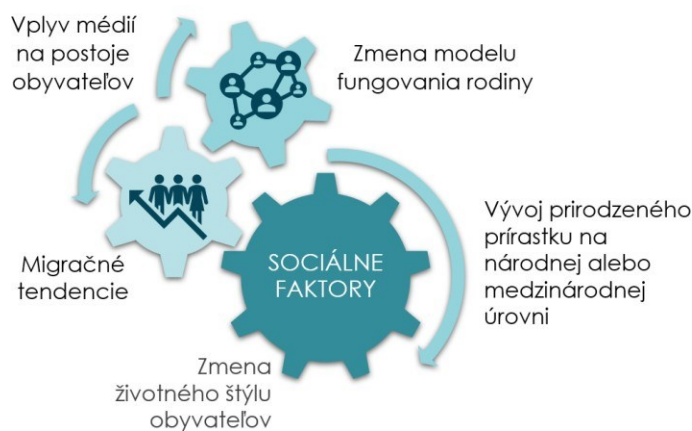 Vplyv médií
na postoje
obyvateľov
Zmena modelu
fungovania rodiny
Migračné
tendencie
SOCIÁLNE
FAKTORY
Vývoj prirodzeného
prírastku na
národnej alebo
medzinárodnej
úrovni
Zmena
životného štýlu
obyvateľov